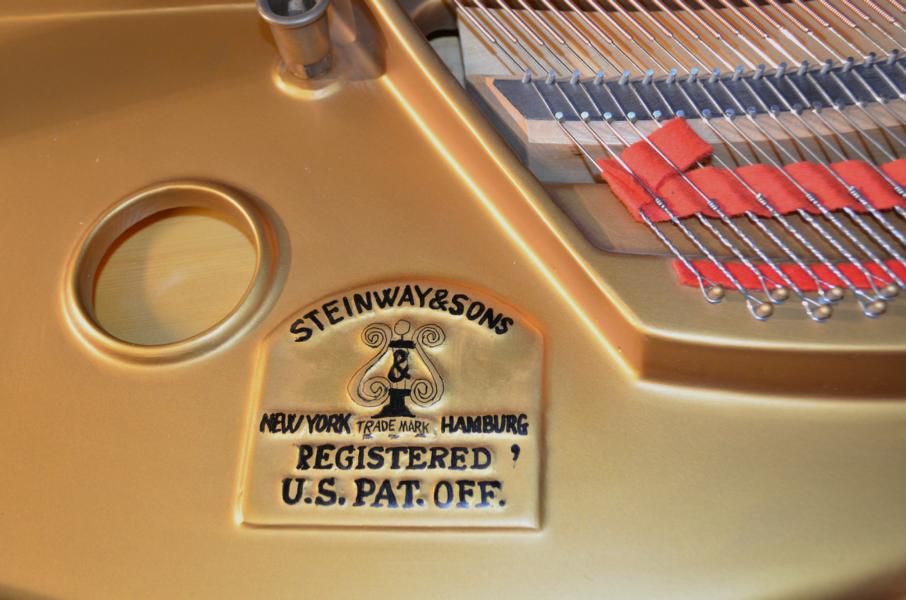 STEINWAY&SONS
&
NEW YORK TRADE MARK HAMBURG
REGISTERED ,
U.S. PAT. OFF.